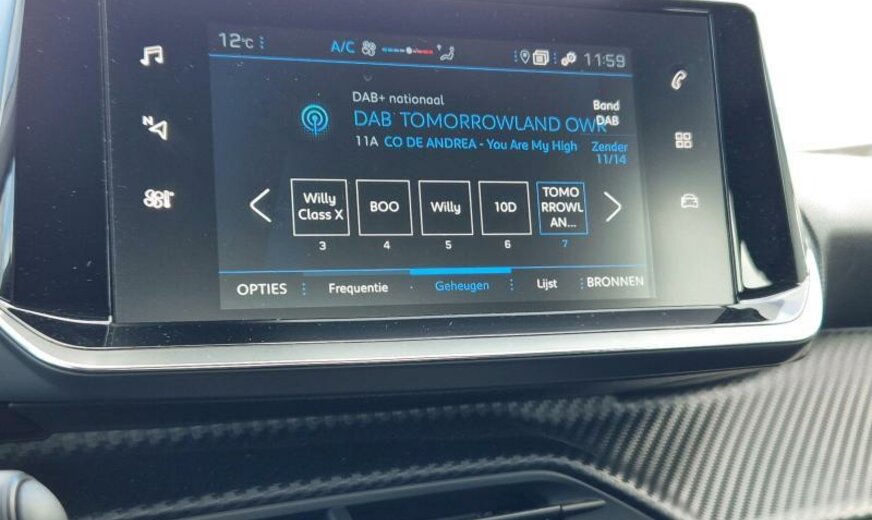 12°C A/C 11:59
DAB+ nationaal
Band
DAB TOMORROWLAND OWR
DAB
11A CO DE ANDREA - You Are My High
Zender
11/14
Willy
Class X
BOO
Willy
10D
TOMO
RROWL
AN...
3 4 5 6 7
OPTIES Frequentie Geheugen Lijst BRONNEN
N